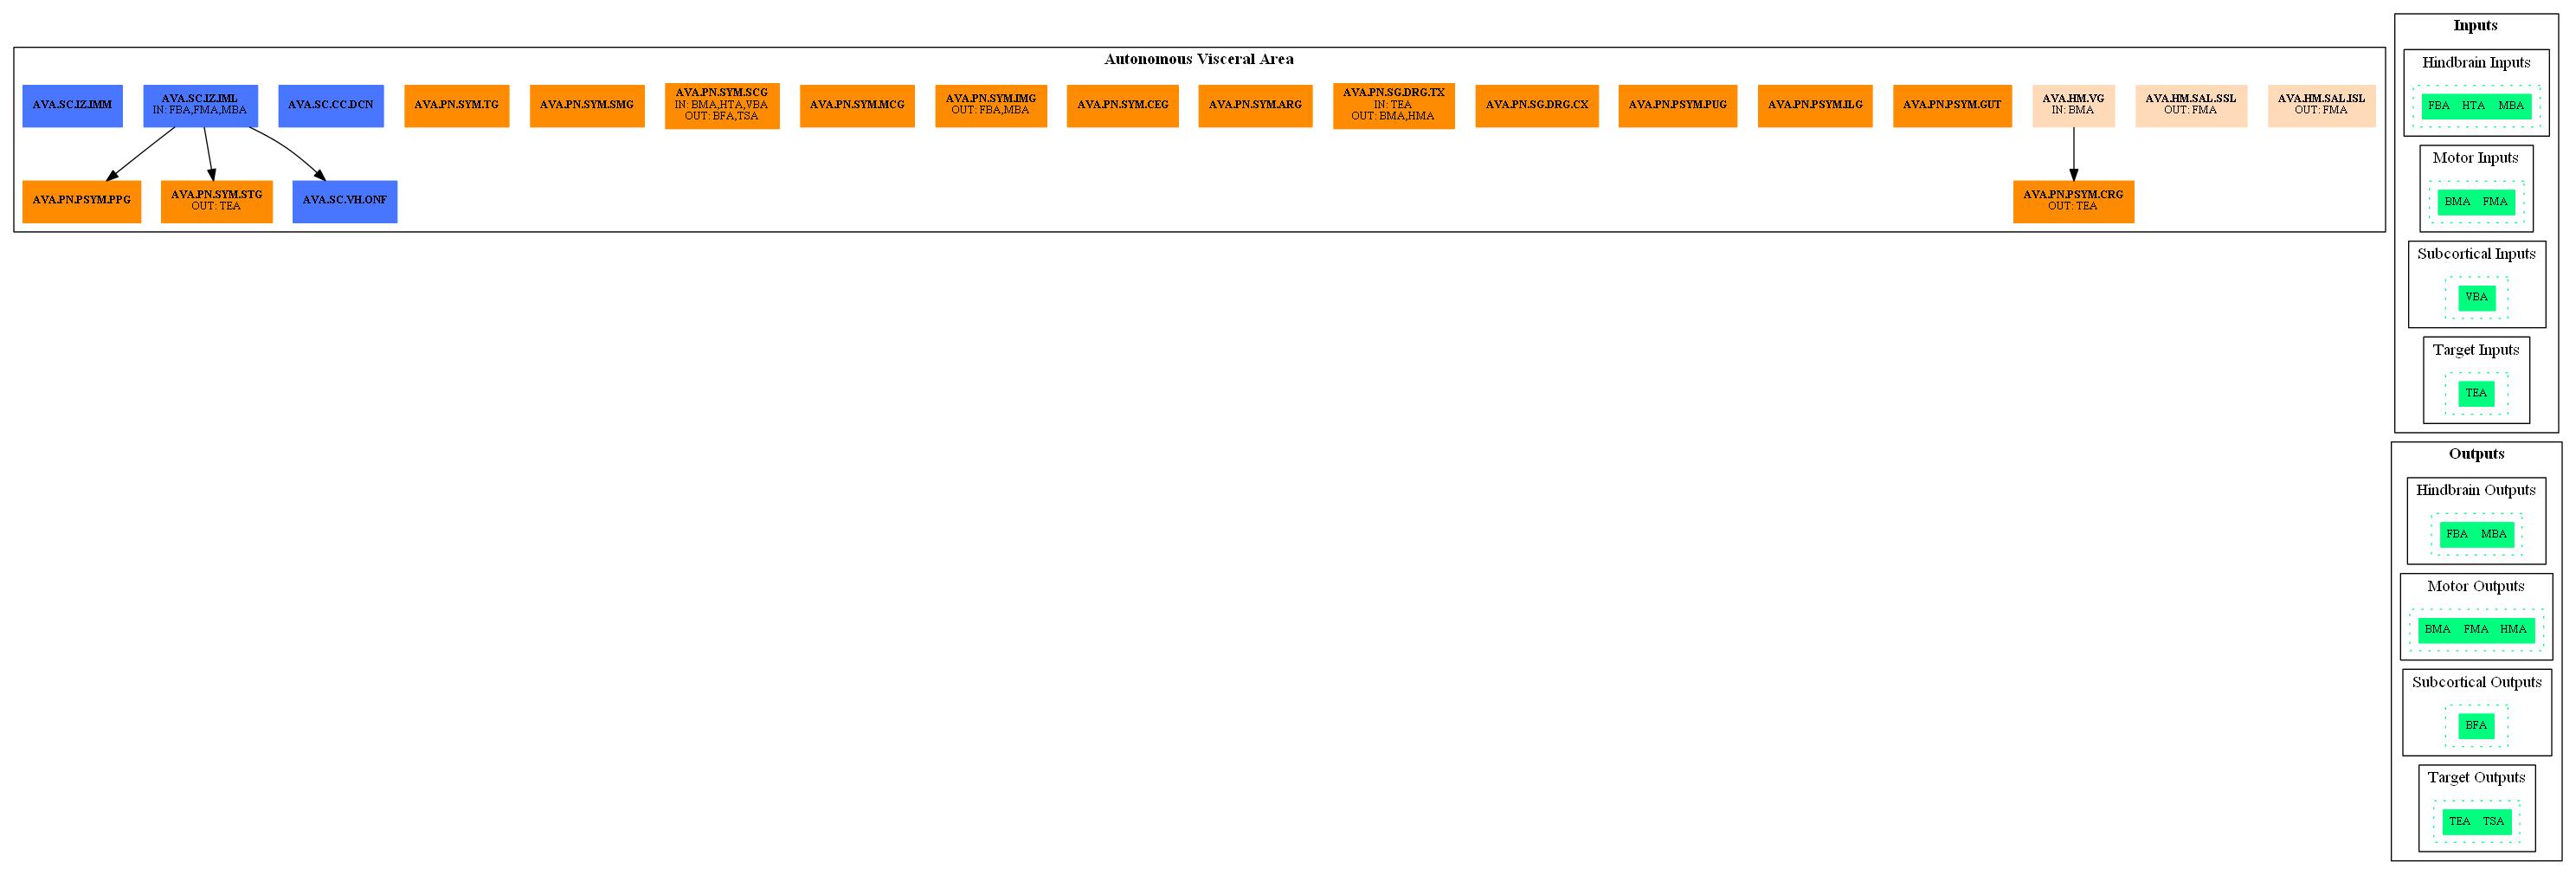 Autonomous Visceral Area
AVA.SC.IZ.IMM
AVA.SC.IZ.IML
IN: FBA,FMA,MBA
AVA.SC.CC.DCN
AVA.PN.SYM.TG
AVA.PN.SYM.SMG
AVA.PN.SYM.SCG
IN: BMA,HTA,VBA
OUT: BFA,TSA
AVA.PN.SYM.MCG
AVA.PN.SYM.IMG
OUT: FBA,MBA
AVA.PN.SYM.CEG
AVA.PN.SYM.ARG
AVA.PN.SG.DRG.TX
IN: TEA
OUT: BMA,HMA
AVA.PN.SG.DRG.CX
AVA.PN.PSYM.PUG
AVA.PN.PSYM.ILG
AVA.PN.PSYM.GUT
AVA.HM.VG
IN: BMA
AVA.HM.SAL.SSL
OUT: FMA
AVA.HM.SAL.ISL
OUT: FMA
AVA.PN.PSYM.PPG
AVA.PN.SYM.STG
OUT: TEA
AVA.SC.VH.ONF
AVA.PN.PSYM.CRG
OUT: TEA
Inputs
Hindbrain Inputs
FBA HTA MBA
Motor Inputs
BMA FMA
Subcortical Inputs
VBA
Target Inputs
TEA
Outputs
Hindbrain Outputs
FBA MBA
Motor Outputs
BMA FMA HMA
Subcortical Outputs
BFA
Target Outputs
TEA TSA